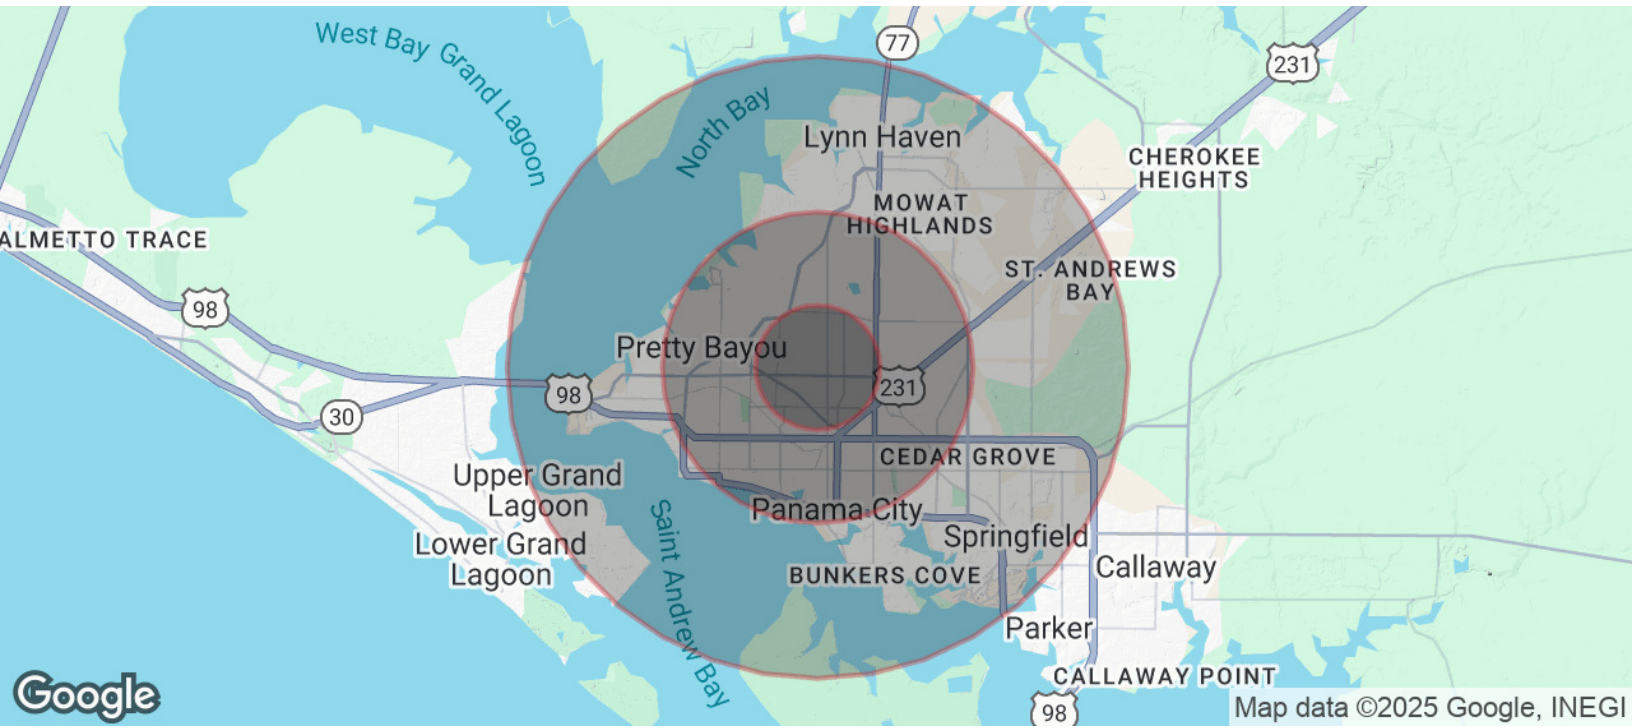 77
West Bay Grand Lagoon
231
North Bay
Lynn Haven
CHEROKEE
HEIGHTS
MOWAT
HIGHLANDS
ALMETTO TRACE
ST. ANDREWS
BAY
98
Pretty Bayou
98
231
30
CEDAR GROVE
Upper Grand
Lagoon
Panama City
Saint Andrew Bay
Springfield
Lower Grand
Lagoon
BUNKERS COVE
Callaway
Parker
CALLAWAY POINT
98
Google
Map data ©2025 Google, INEGI